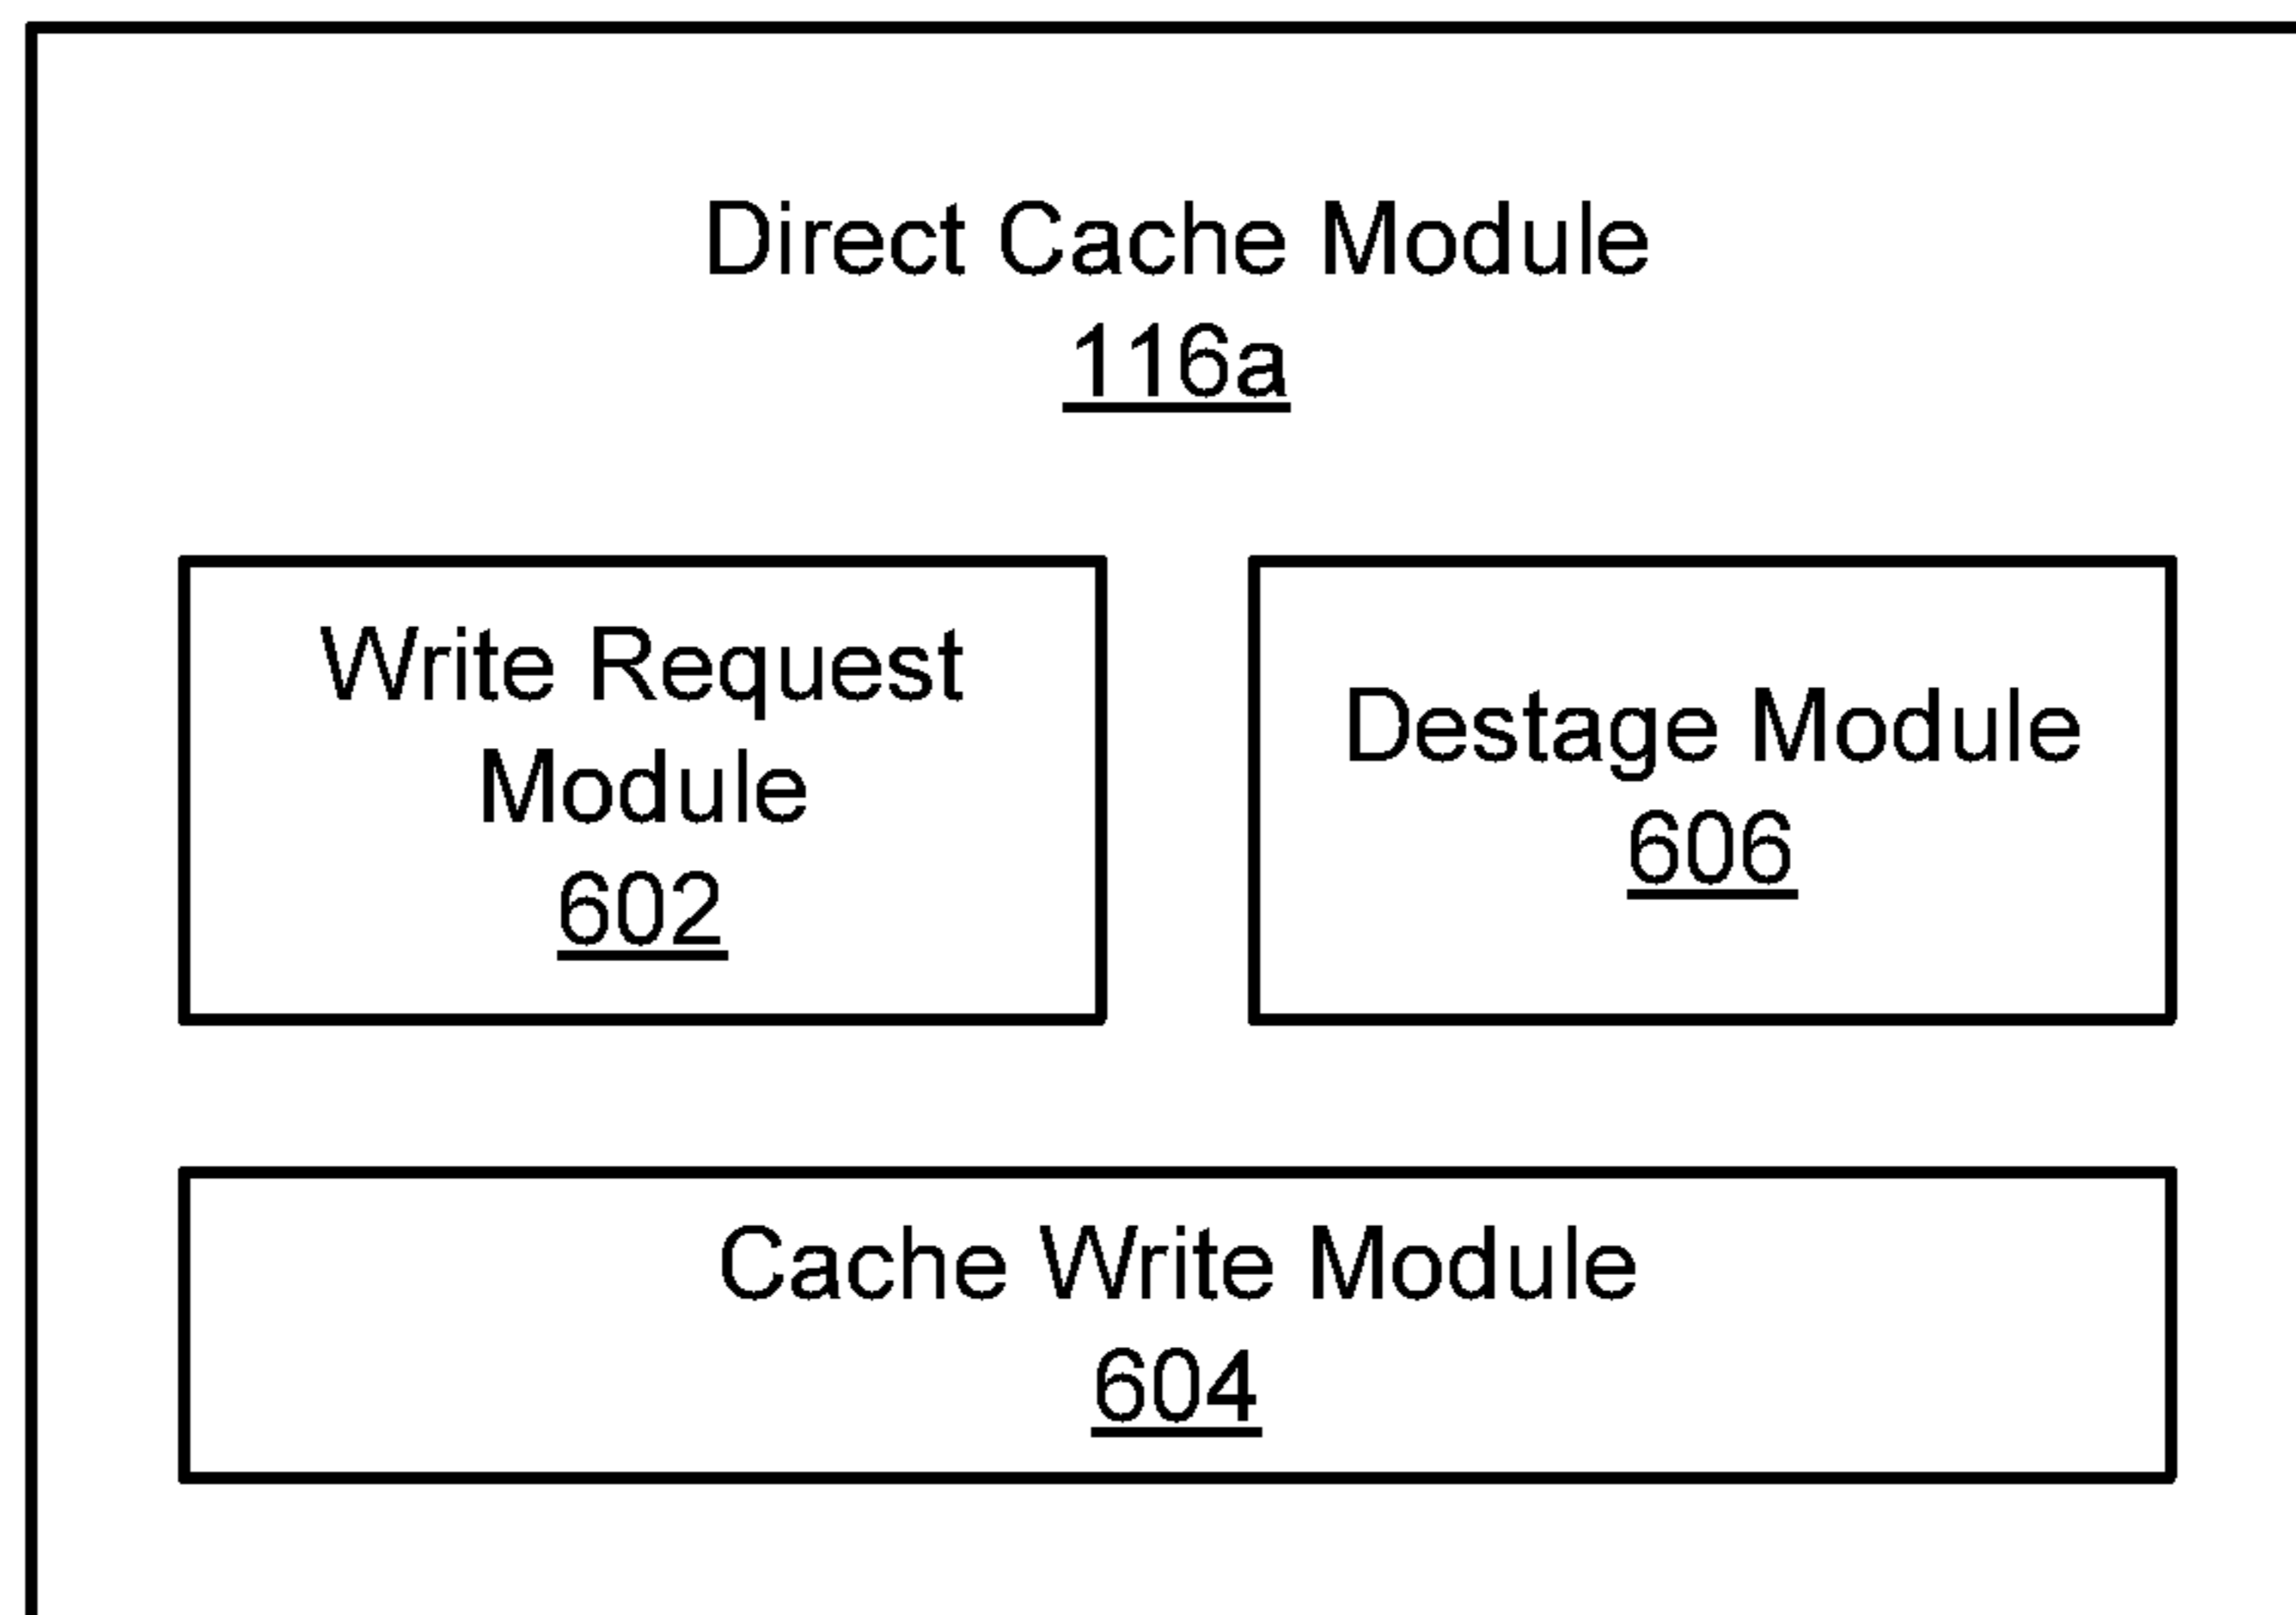 Direct Cache Module
116a
Write Request
Module
602
Destage Module
606
Cache Write Module
604